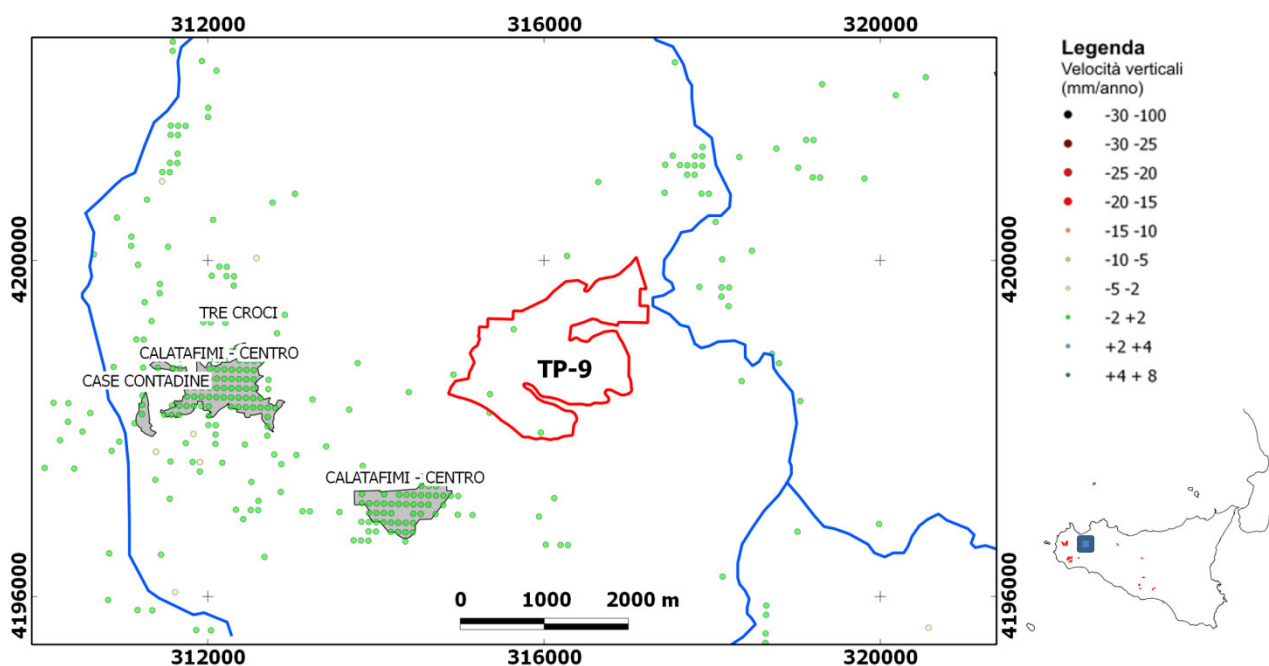 312000 316000 320000
4200000 4200000
TRE CROCI
CALATAFIMI - CENTRO
CASE CONTADINE
TP-9
CALATAFIMI - CENTRO
4196000 4196000
0 1000 2000 m
312000 316000 320000
Legenda
Velocità verticali
(mm/anno)
-30 -100
-30 -25
-25 -20
-20 -15
-15 -10
-10 -5
-5 -2
-2 +2
+2 +4
+4 + 8